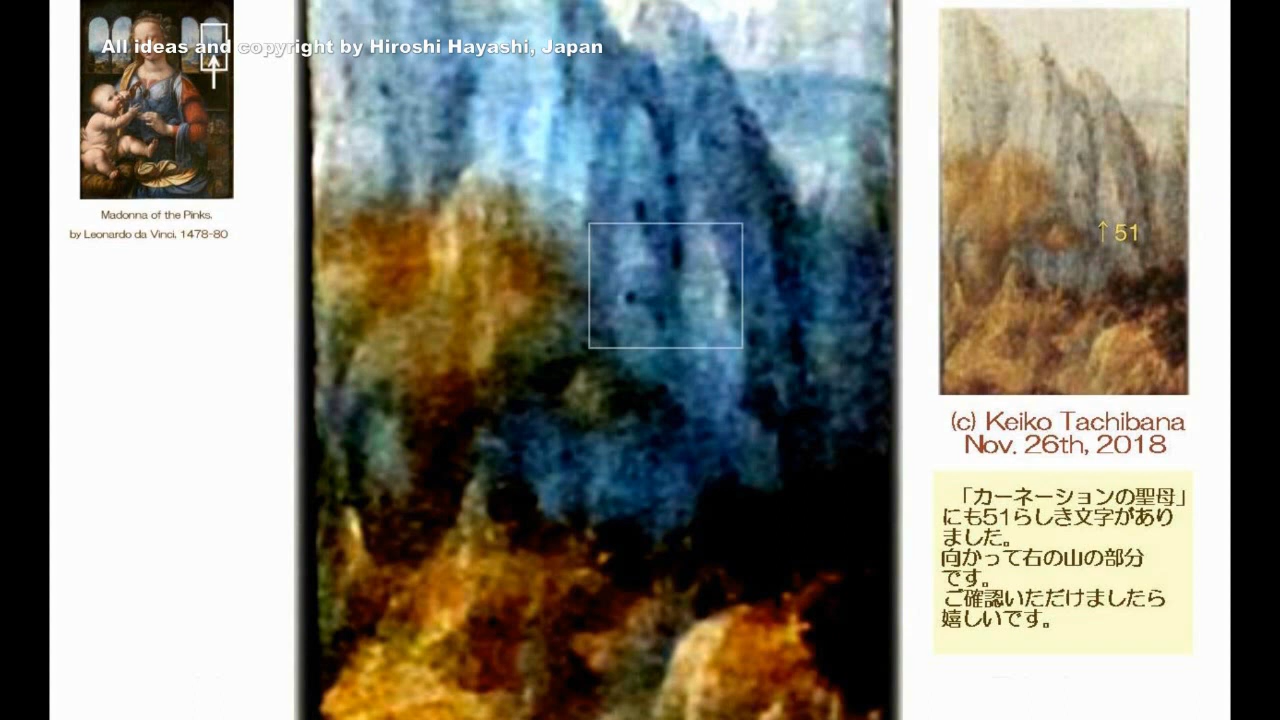 All ideas and copyright by Hiroshi Hayashi, Japan
Madonna of the Pinks,
by Leonardo da Vinci, 1478-80
↑51
(c) Keiko Tachibana
Nov. 26th, 2018
「カーネーションの聖母」
にも51らしき文字があり
ました。
向かって右の山の部分
です。
ご確認いただけましたら
嬉しいです。